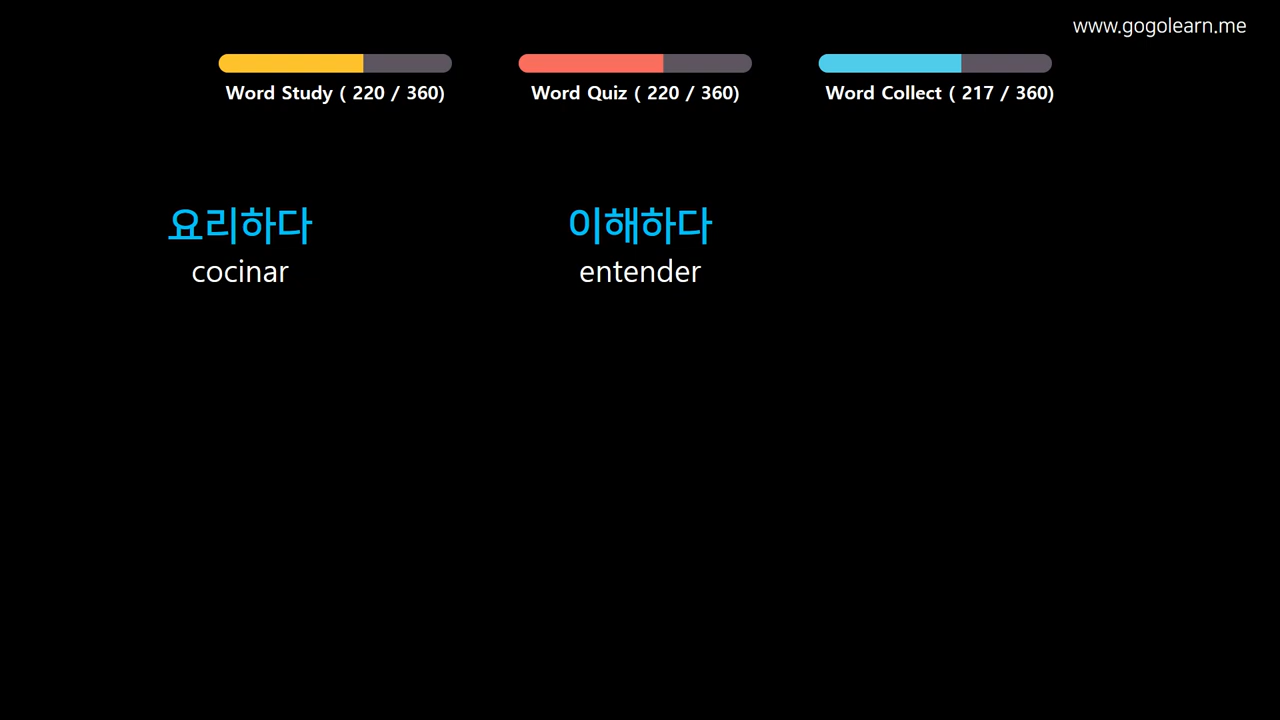 www.gogolearn.me
Word Study ( 220 / 360)
Word Quiz ( 220 / 360)
Word Collect ( 217 / 360)
요리하다
cocinar
이해하다
entender